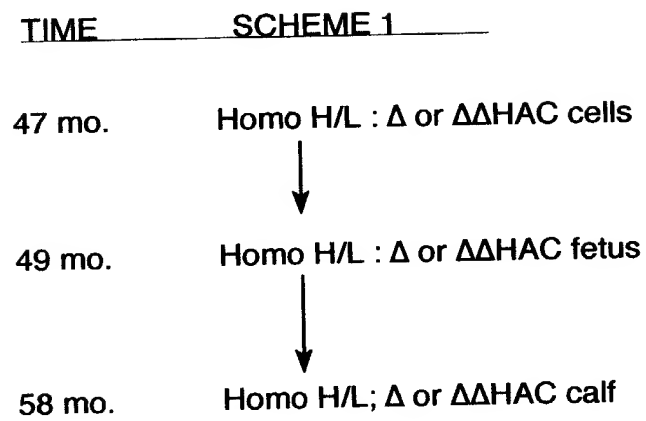 TIME SCHEME 1
47 mo. Homo H/L : Δ or ΔΔHAC cells
49 mo. Homo H/L : Δ or ΔΔHAC fetus
58 mo. Homo H/L; Δ or ΔΔHAC calf